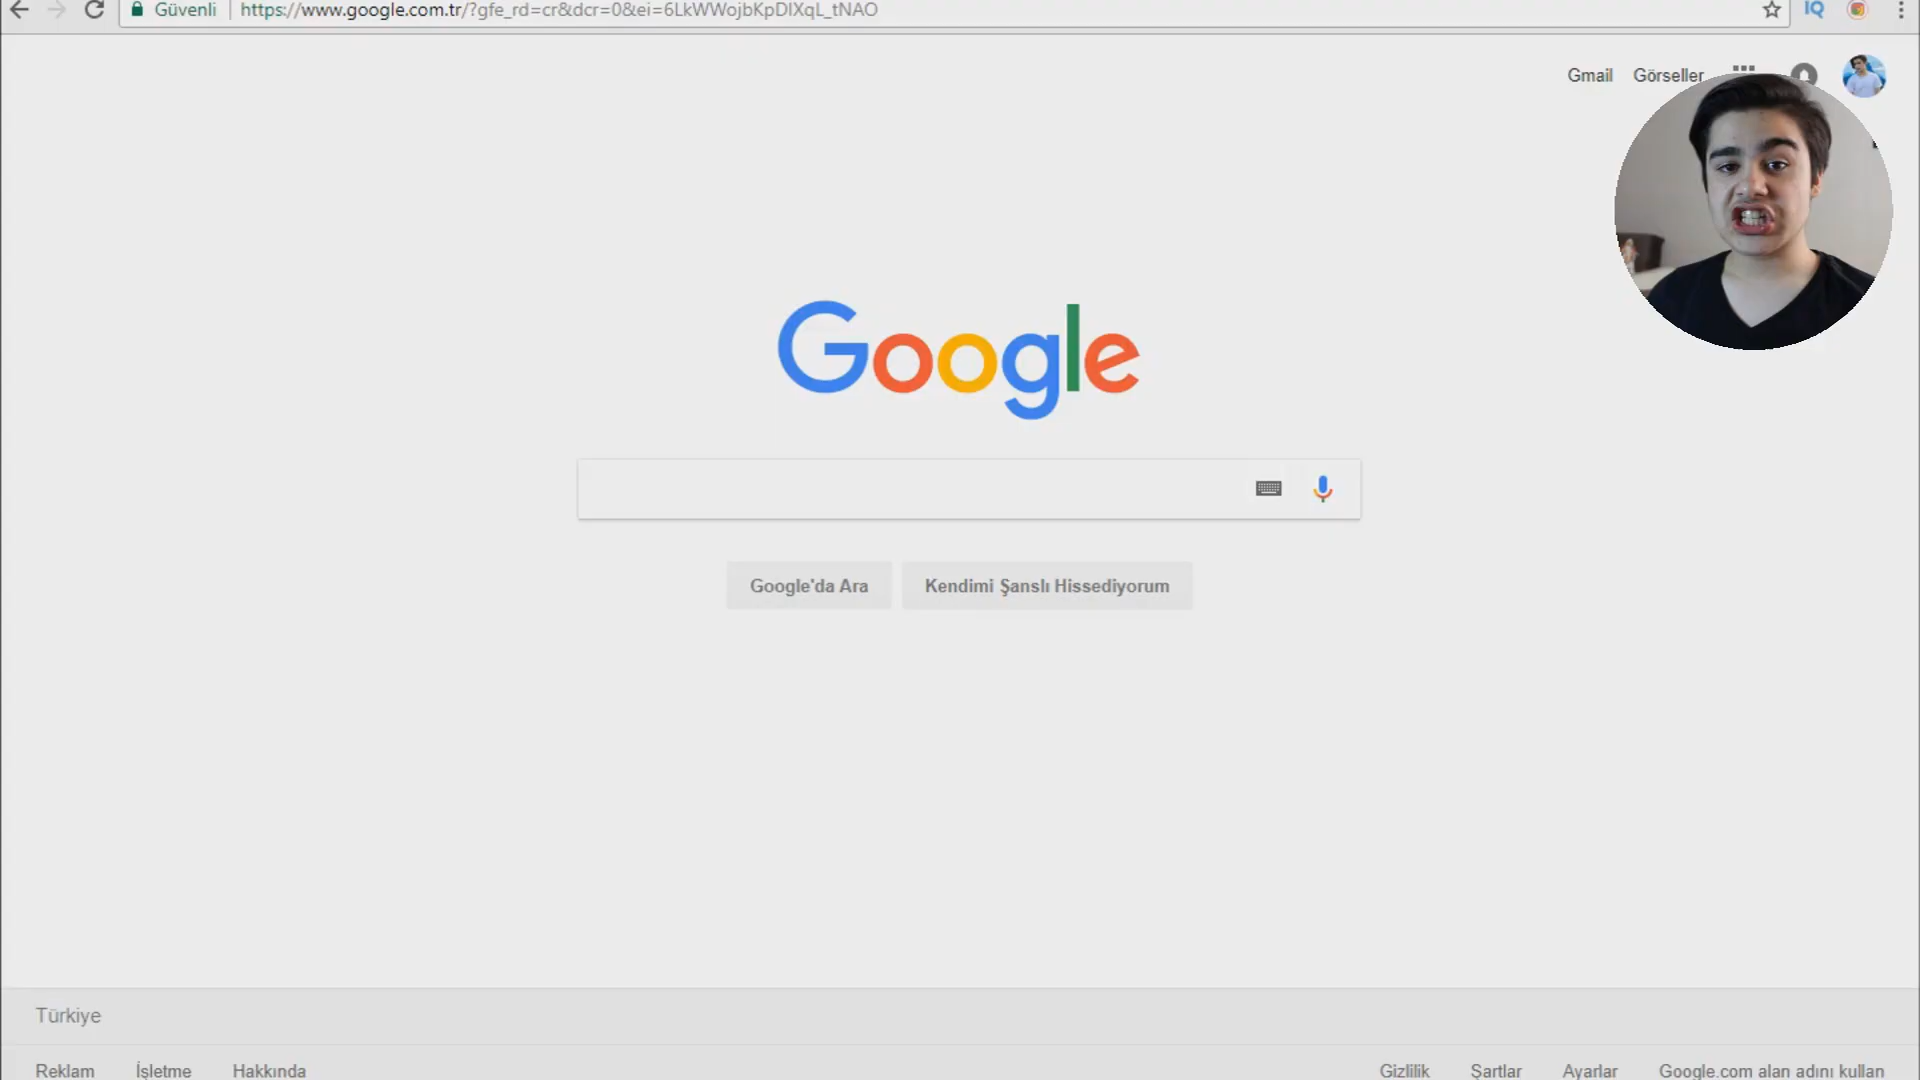 Güvenli https://www.google.com.tr/?gfe_rd=cr&dcr=0&ei=6LkWWojbKpDlXqL_tNAO IQ
Gmail Görseller
Google
Google'da Ara Kendimi Şanslı Hissediyorum
Türkiye
Reklam İşletme Hakkında Gizlilik Şartlar Ayarlar Google.com alan adını kullan